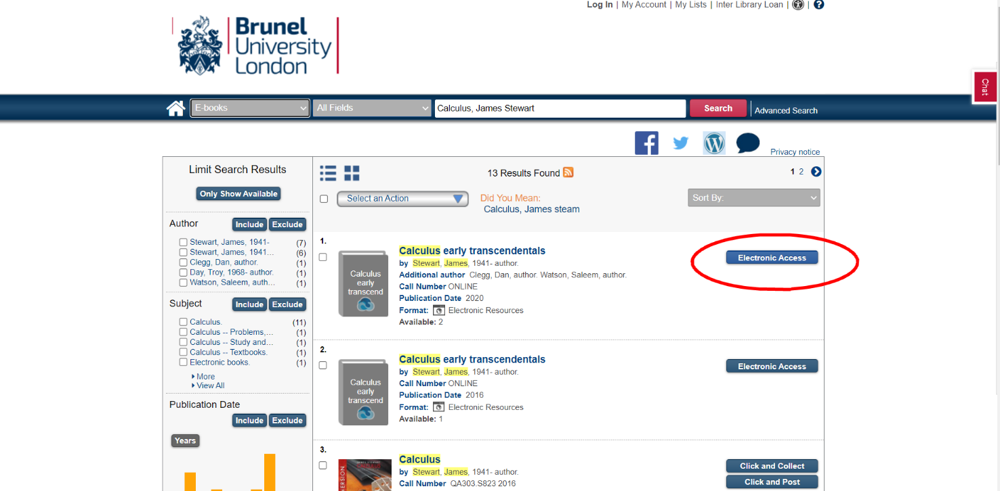 Log In | My Account | My Lists | Inter Library Loan | | ?
Brunel
University
London
Chat
E-books
All Fields
Calculus, James Stewart
Search
Advanced Search
Privacy notice
Limit Search Results
Only Show Available
Author
Include
Exclude
Stewart, James, 1941- (7)
Stewart, James, 1941... (6)
Clegg, Dan, author. (1)
Day, Troy, 1968- author. (1)
Watson, Saleem, auth... (1)
Subject
Include
Exclude
Calculus. (11)
Calculus -- Problems,... (1)
Calculus -- Study and... (1)
Calculus -- Textbooks. (1)
Electronic books. (1)
More
View All
Publication Date
Include
Exclude
Years
13 Results Found
1 2
Select an Action
Did You Mean:
Calculus, James steam
Sort By:
1.
Calculus
early
transcend
Calculus early transcendentals
by Stewart, James, 1941- author.
Additional author Clegg, Dan, author. Watson, Saleem, author.
Call Number ONLINE
Publication Date 2020
Format: Electronic Resources
Available: 2
Electronic Access
2.
Calculus
early
transcend
Calculus early transcendentals
by Stewart, James, 1941- author.
Call Number ONLINE
Publication Date 2016
Format: Electronic Resources
Available: 1
Electronic Access
3.
Calculus
by Stewart, James, 1941- author.
Call Number QA303.S823 2016
Click and Collect
Click and Post